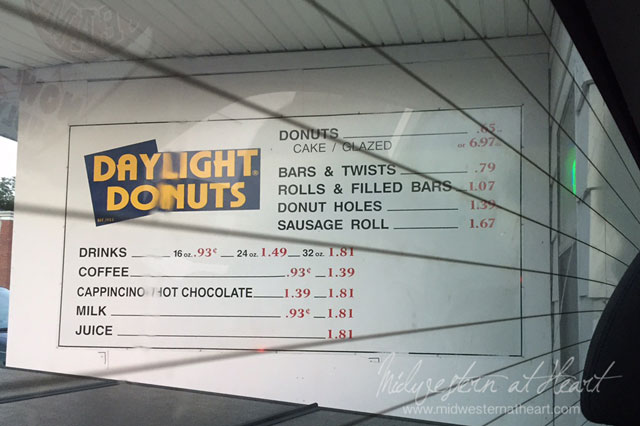 DAYLIGHT
DONUTS
DONUTS .65
CAKE / GLAZED 6.97
BARS & TWISTS .79
ROLLS & FILLED BARS 1.07
DONUT HOLES 1.39
SAUSAGE ROLL 1.67
DRINKS 16 oz. .93¢ 24 oz. 1.49 32 oz. 1.81
COFFEE .93¢ 1.39
CAPPINCINO HOT CHOCOLATE 1.39 1.81
MILK .93¢ 1.81
JUICE 1.81
Midwestern at Heart
www.midwesternatheart.com